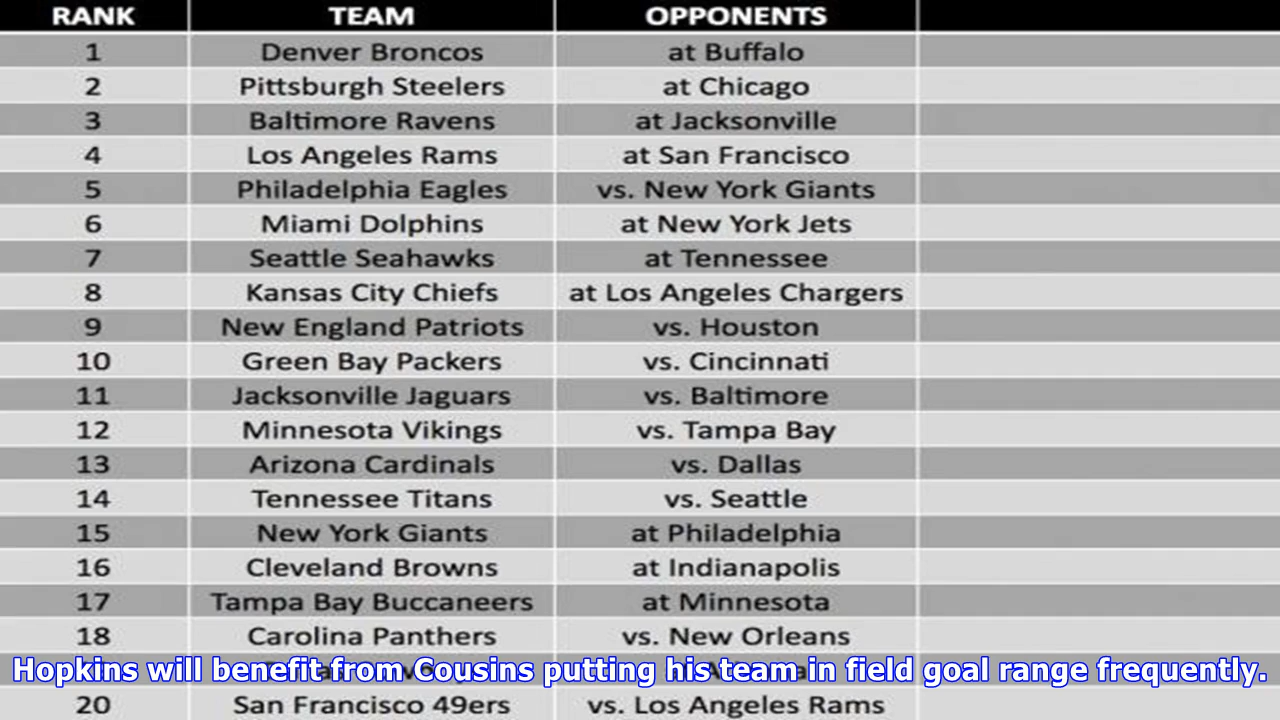 RANK TEAM OPPONENTS
1 Denver Broncos at Buffalo
2 Pittsburgh Steelers at Chicago
3 Baltimore Ravens at Jacksonville
4 Los Angeles Rams at San Francisco
5 Philadelphia Eagles vs. New York Giants
6 Miami Dolphins at New York Jets
7 Seattle Seahawks at Tennessee
8 Kansas City Chiefs at Los Angeles Chargers
9 New England Patriots vs. Houston
10 Green Bay Packers vs. Cincinnati
11 Jacksonville Jaguars vs. Baltimore
12 Minnesota Vikings vs. Tampa Bay
13 Arizona Cardinals vs. Dallas
14 Tennessee Titans vs. Seattle
15 New York Giants at Philadelphia
16 Cleveland Browns at Indianapolis
17 Tampa Bay Buccaneers at Minnesota
18 Carolina Panthers vs. New Orleans
Hopkins will benefit from Cousins putting his team in field goal range frequently.
20 San Francisco 49ers vs. Los Angeles Rams